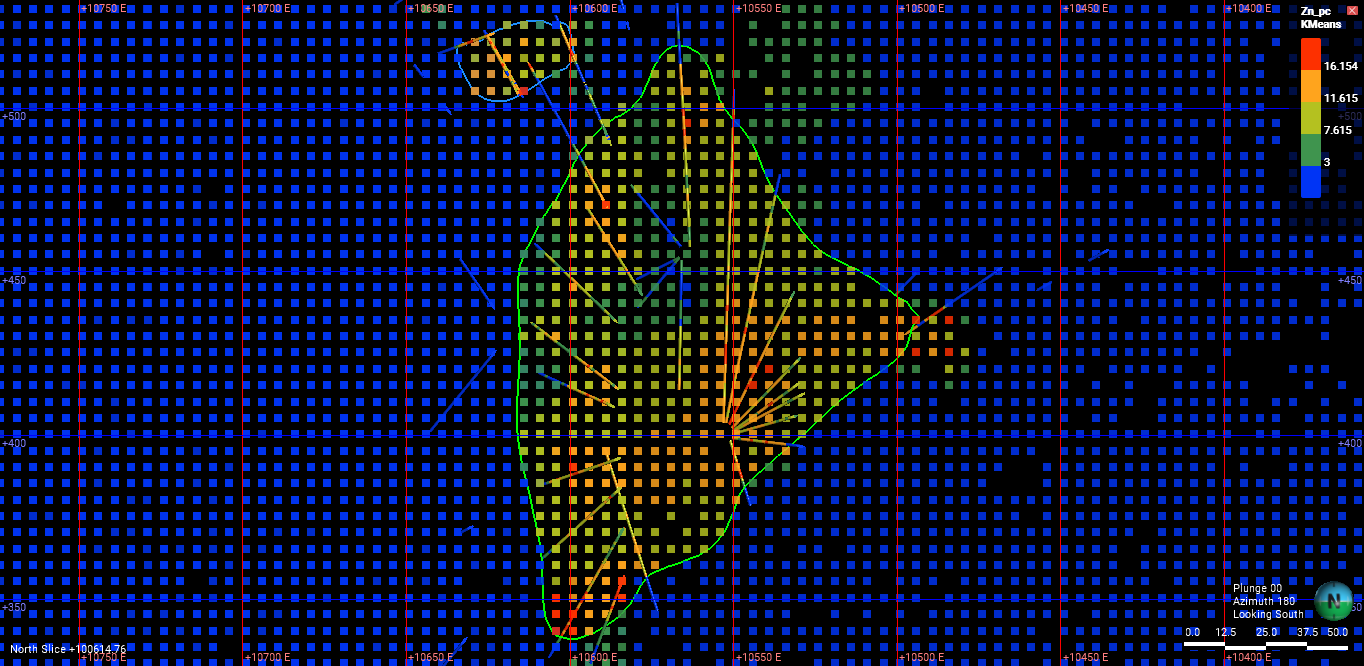 +10750 E
+10700 E
+10650 E
+10600 E
+10550 E
+10500 E
+10450 E
+10400 E
Zn_pc
KMeans
16.154
11.615
7.615
3
+500
+500
+450
+450
+400
+400
+350
Plunge 00
Azimuth 180
Looking South
N
0.0 12.5 25.0 37.5 50.0
North Slice +100614.76
+10750 E
+10700 E
+10650 E
+10600 E
+10550 E
+10500 E
+10450 E
+10400 E